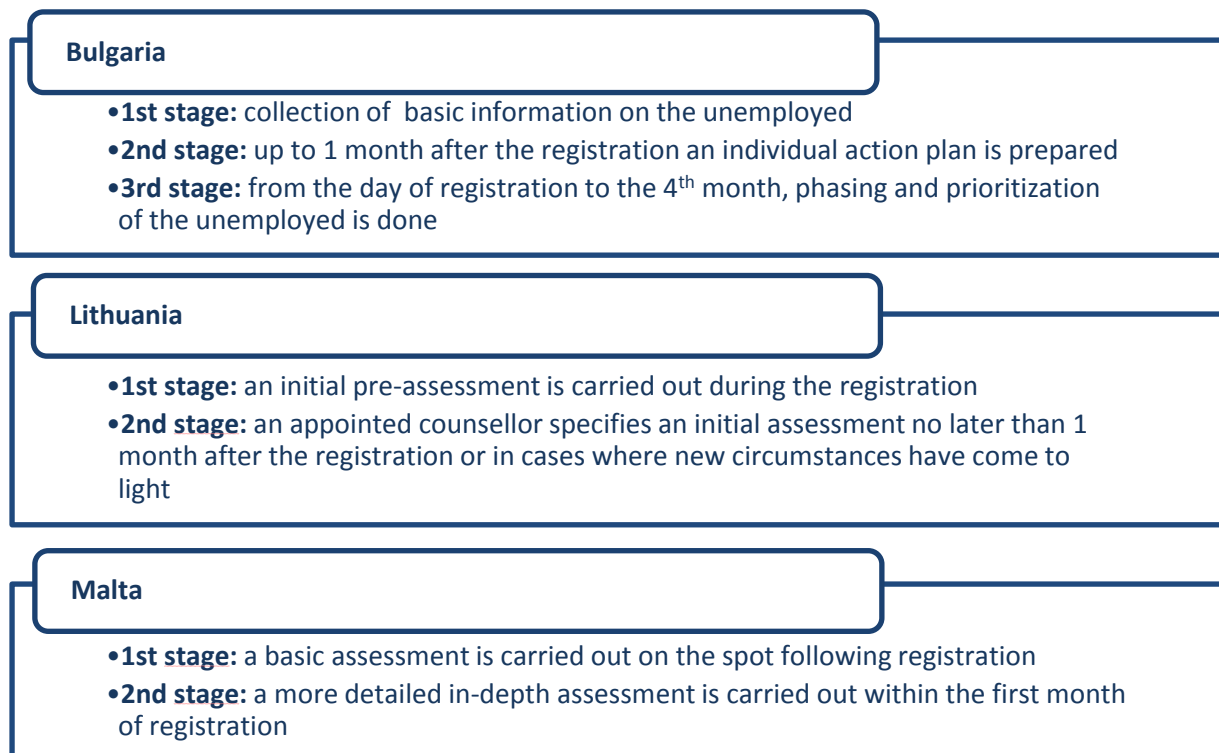 Bulgaria
•1st stage: collection of  basic information on the unemployed
•2nd stage: up to 1 month after the registration an individual action plan is prepared
•3rd stage: from the day of registration to the 4th month, phasing and prioritization
of the unemployed is done
Lithuania
•1st stage: an initial pre-assessment is carried out during the registration
•2nd stage: an appointed counsellor specifies an initial assessment no later than 1
month after the registration or in cases where new circumstances have come to
light
Malta
•1st stage: a basic assessment is carried out on the spot following registration
•2nd stage: a more detailed in-depth assessment is carried out within the first month
of registration